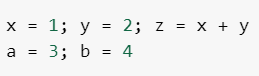 x = 1; y = 2; z = x + y
a = 3; b = 4